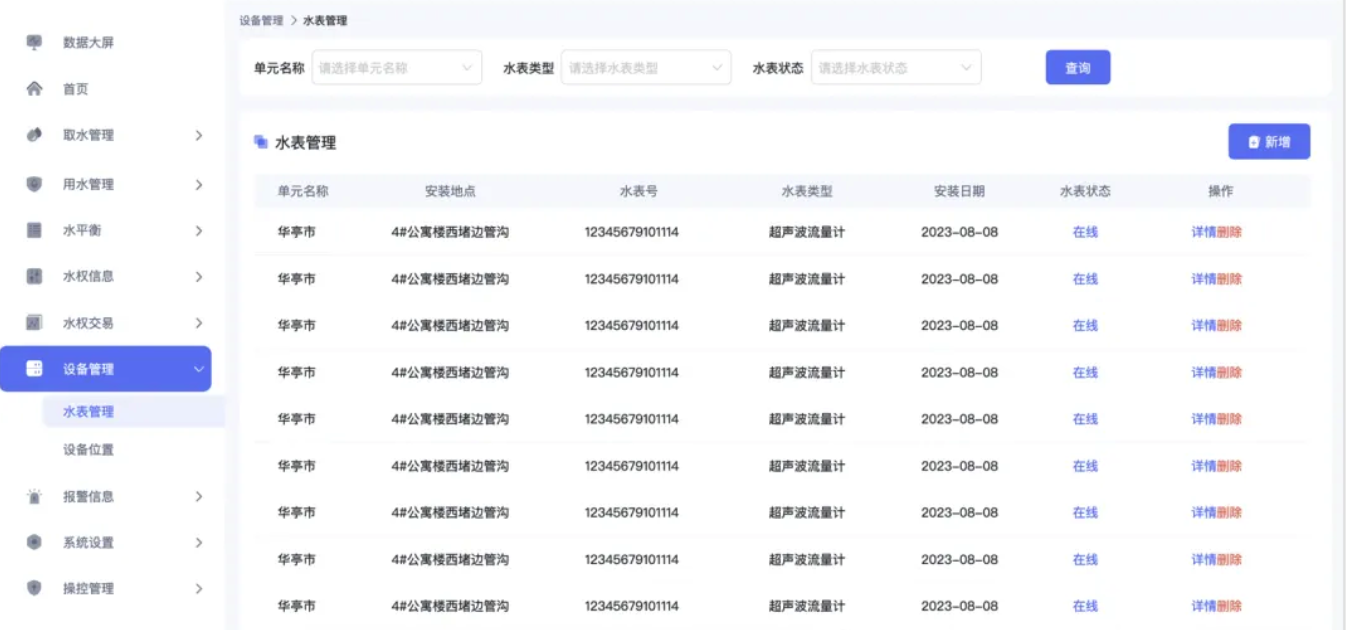 数据大屏
首页
取水管理
用水管理
水平衡
水权信息
水权交易
设备管理
水表管理
设备位置
报警信息
系统设置
操控管理
设备管理 > 水表管理
单元名称 请选择单元名称 水表类型 请选择水表类型 水表状态 请选择水表状态 查询
水表管理 新增
单元名称 安装地点 水表号 水表类型 安装日期 水表状态 操作
华亭市 4#公寓楼西堵边管沟 12345679101114 超声波流量计 2023-08-08 在线 详情删除
华亭市 4#公寓楼西堵边管沟 12345679101114 超声波流量计 2023-08-08 在线 详情删除
华亭市 4#公寓楼西堵边管沟 12345679101114 超声波流量计 2023-08-08 在线 详情删除
华亭市 4#公寓楼西堵边管沟 12345679101114 超声波流量计 2023-08-08 在线 详情删除
华亭市 4#公寓楼西堵边管沟 12345679101114 超声波流量计 2023-08-08 在线 详情删除
华亭市 4#公寓楼西堵边管沟 12345679101114 超声波流量计 2023-08-08 在线 详情删除
华亭市 4#公寓楼西堵边管沟 12345679101114 超声波流量计 2023-08-08 在线 详情删除
华亭市 4#公寓楼西堵边管沟 12345679101114 超声波流量计 2023-08-08 在线 详情删除
华亭市 4#公寓楼西堵边管沟 12345679101114 超声波流量计 2023-08-08 在线 详情删除